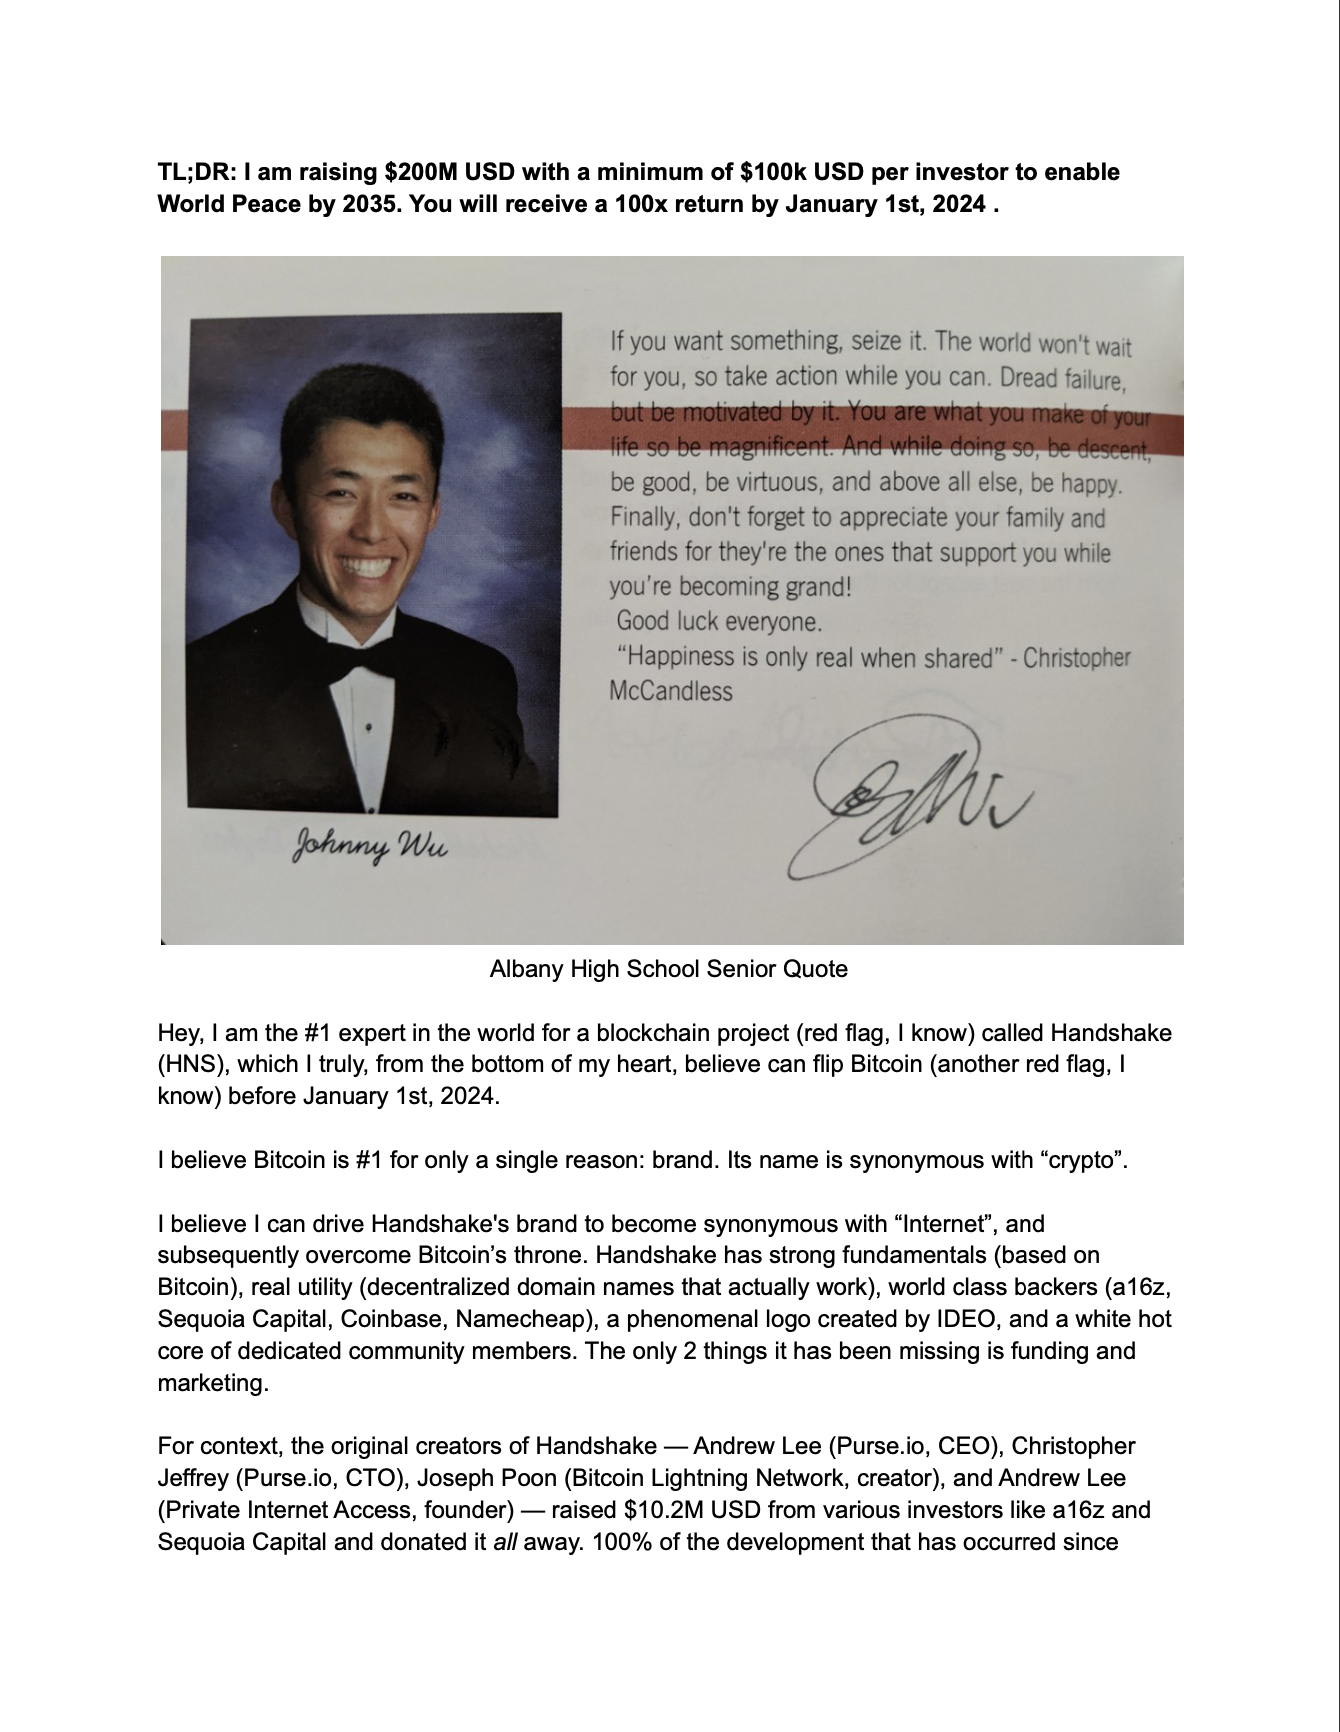 TL;DR: I am raising $200M USD with a minimum of $100k USD per investor to enable
World Peace by 2035. You will receive a 100x return by January 1st, 2024 .
If you want something, seize it. The world won't wait
for you, so take action while you can. Dread failure,
but be motivated by it. You are what you make of your
life so be magnificent. And while doing so, be descent,
be good, be virtuous, and above all else, be happy.
Finally, don't forget to appreciate your family and
friends for they're the ones that support you while
you're becoming grand!
Good luck everyone.
“Happiness is only real when shared” - Christopher
McCandless
Johnny Wu
Albany High School Senior Quote
Hey, I am the #1 expert in the world for a blockchain project (red flag, I know) called Handshake
(HNS), which I truly, from the bottom of my heart, believe can flip Bitcoin (another red flag, I
know) before January 1st, 2024.
I believe Bitcoin is #1 for only a single reason: brand. Its name is synonymous with “crypto”.
I believe I can drive Handshake's brand to become synonymous with “Internet”, and
subsequently overcome Bitcoin’s throne. Handshake has strong fundamentals (based on
Bitcoin), real utility (decentralized domain names that actually work), world class backers (a16z,
Sequoia Capital, Coinbase, Namecheap), a phenomenal logo created by IDEO, and a white hot
core of dedicated community members. The only 2 things it has been missing is funding and
marketing.
For context, the original creators of Handshake — Andrew Lee (Purse.io, CEO), Christopher
Jeffrey (Purse.io, CTO), Joseph Poon (Bitcoin Lightning Network, creator), and Andrew Lee
(Private Internet Access, founder) — raised $10.2M USD from various investors like a16z and
Sequoia Capital and donated it all away. 100% of the development that has occurred since